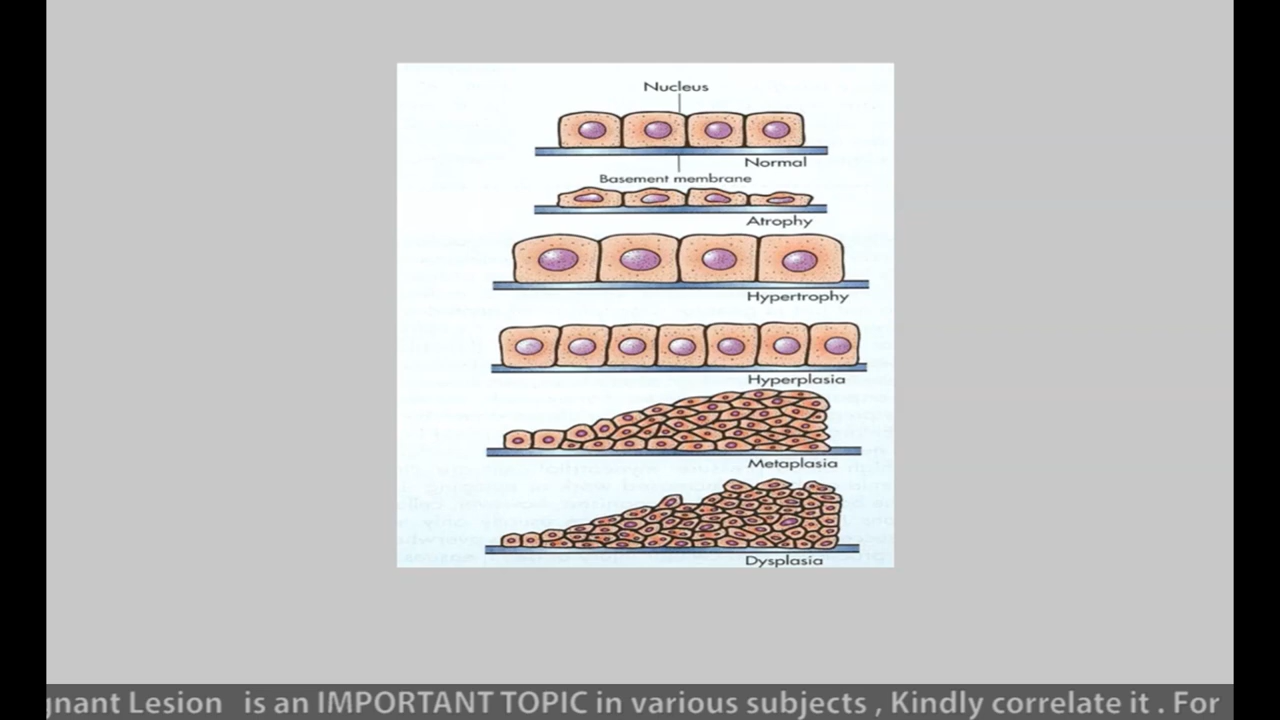 Nucleus
Normal
Basement membrane
Atrophy
Hypertrophy
Hyperplasia
Metaplasia
Dysplasia
gnant Lesion is an IMPORTANT TOPIC in various subjects , Kindly correlate it . For